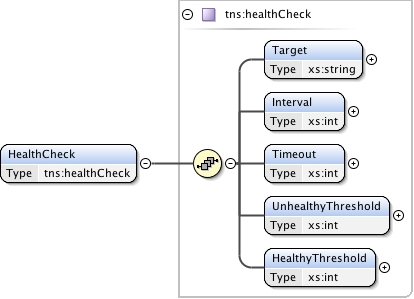 tns:healthCheck
Target
Type xs:string
Interval
Type xs:int
HealthCheck
Type tns:healthCheck
Timeout
Type xs:int
UnhealthyThreshold
Type xs:int
HealthyThreshold
Type xs:int